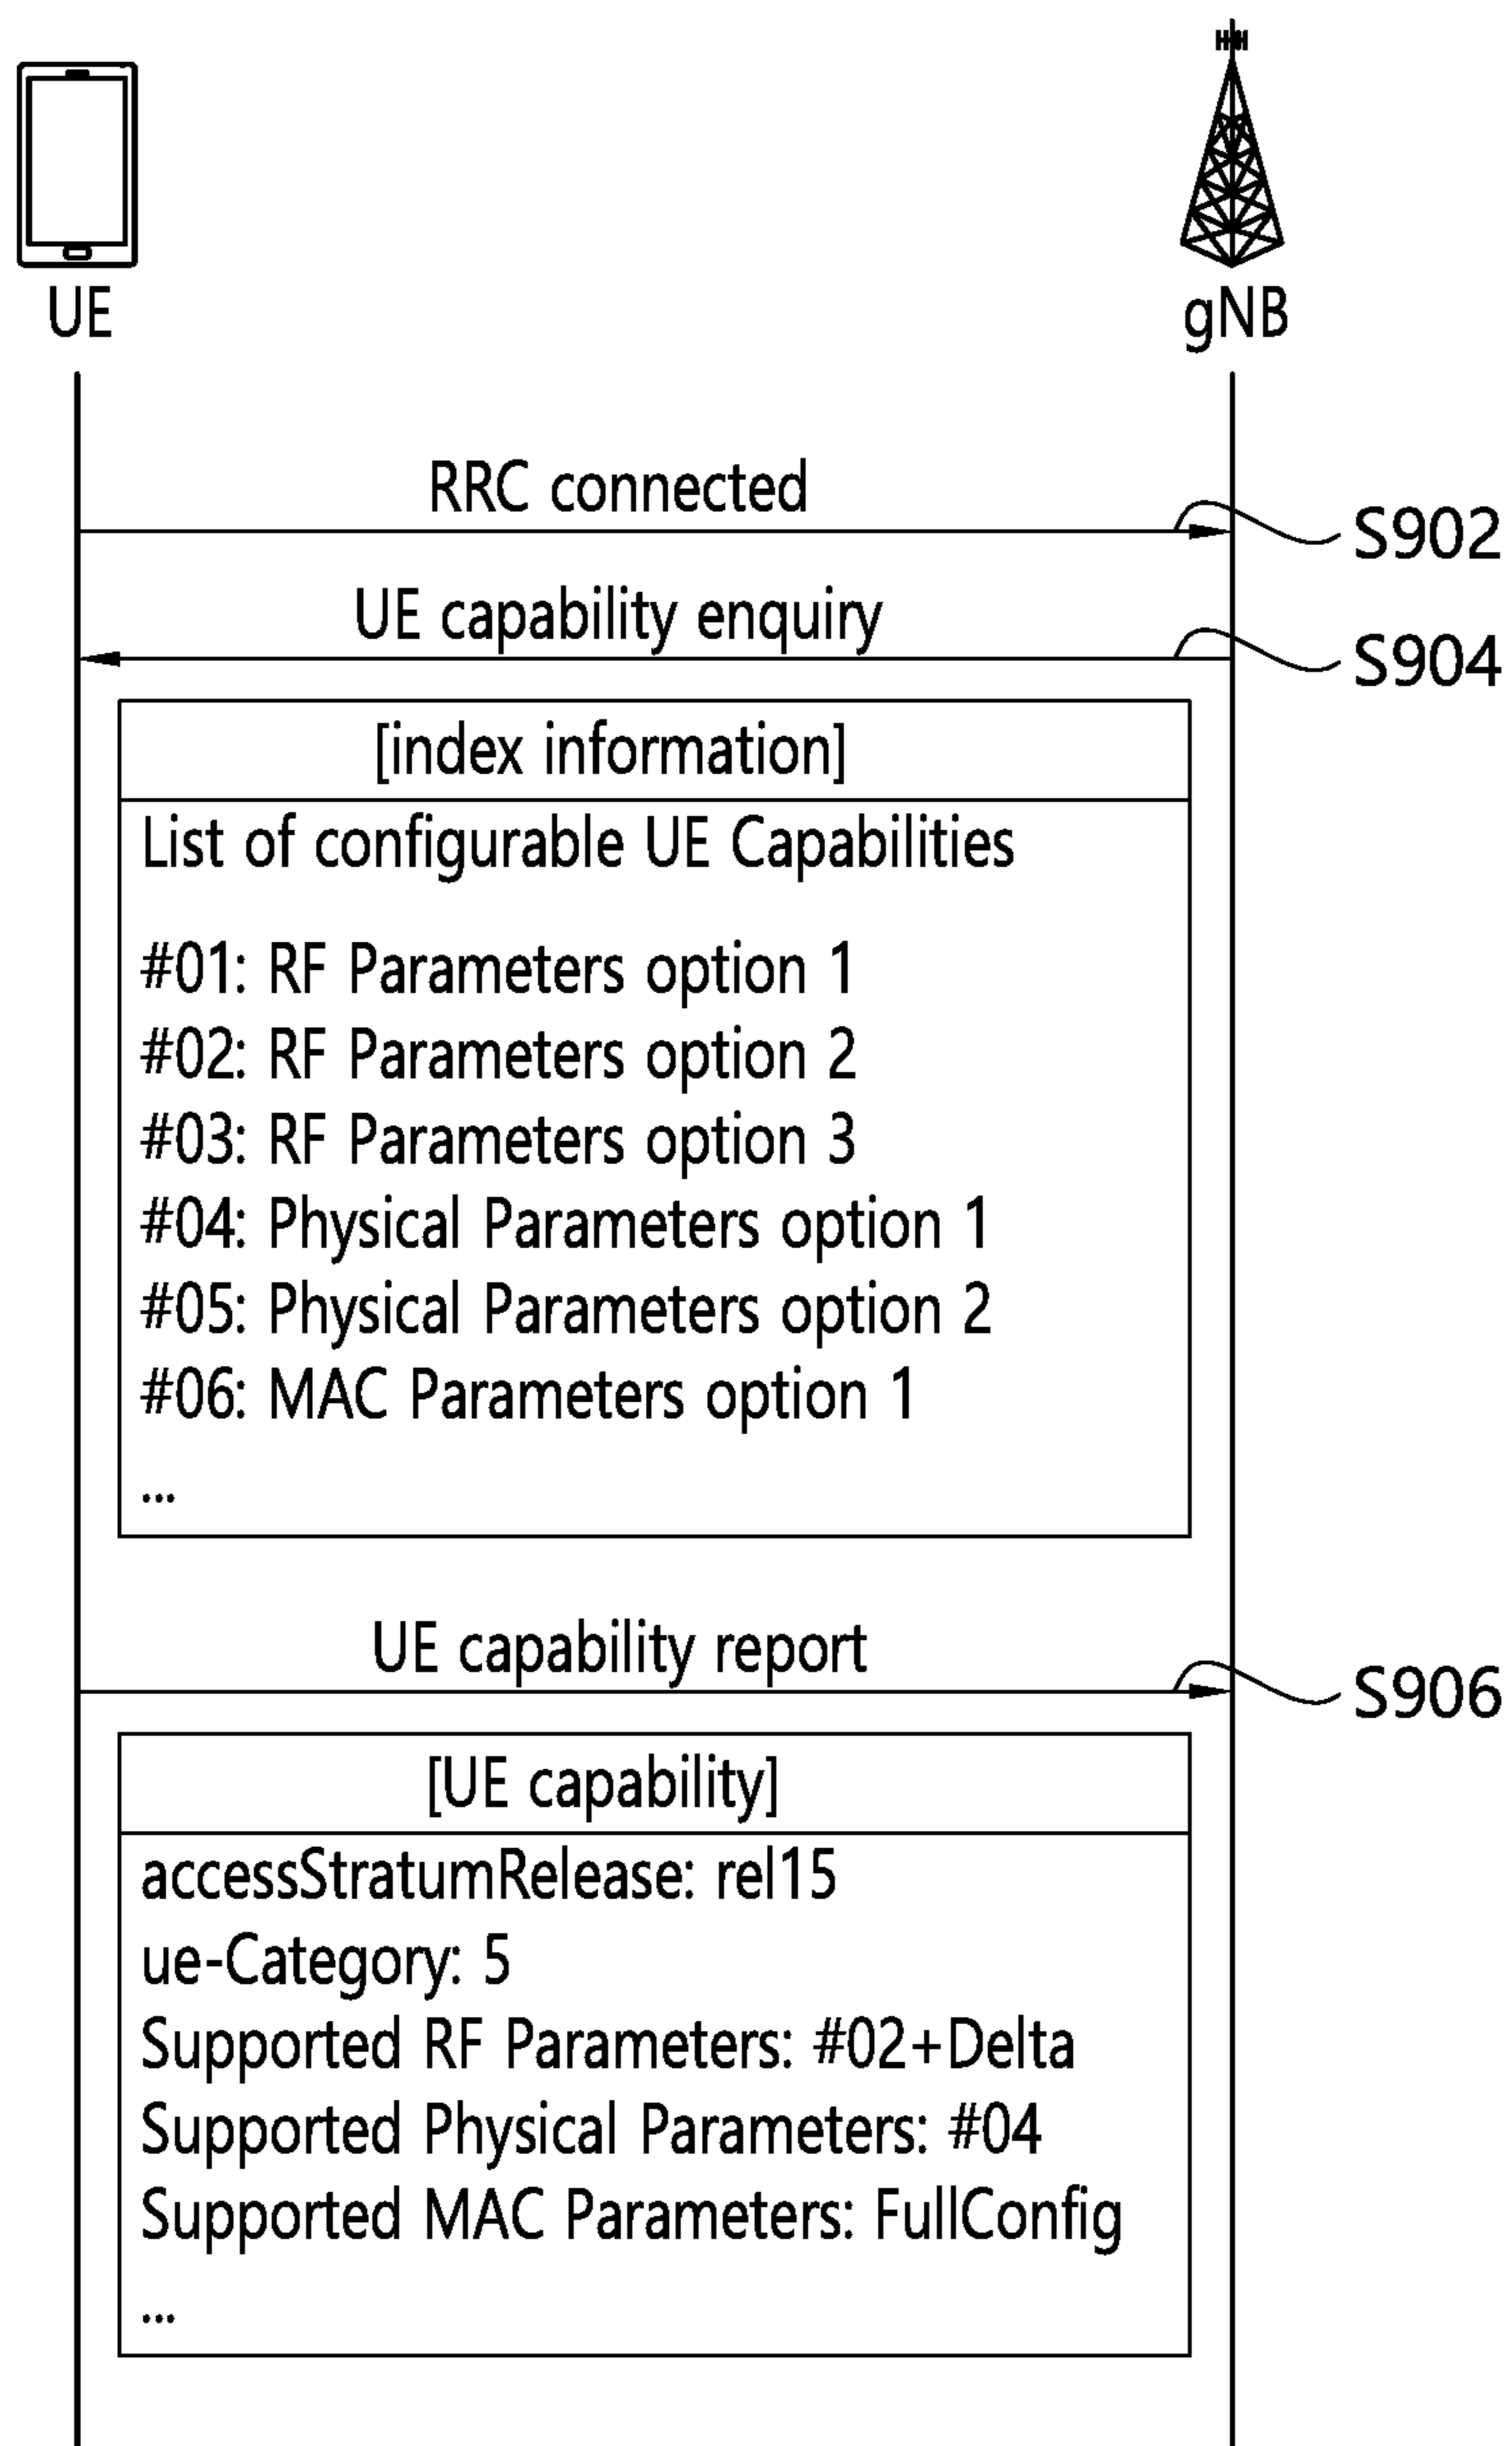 UE
gNB
RRC connected
S902
UE capability enquiry
S904
[index information]
List of configurable UE Capabilities
#01: RF Parameters option 1
#02: RF Parameters option 2
#03: RF Parameters option 3
#04: Physical Parameters option 1
#05: Physical Parameters option 2
#06: MAC Parameters option 1
...
UE capability report
S906
[UE capability]
accessStratumRelease: rel15
ue-Category: 5
Supported RF Parameters: #02+Delta
Supported Physical Parameters: #04
Supported MAC Parameters: FullConfig
...